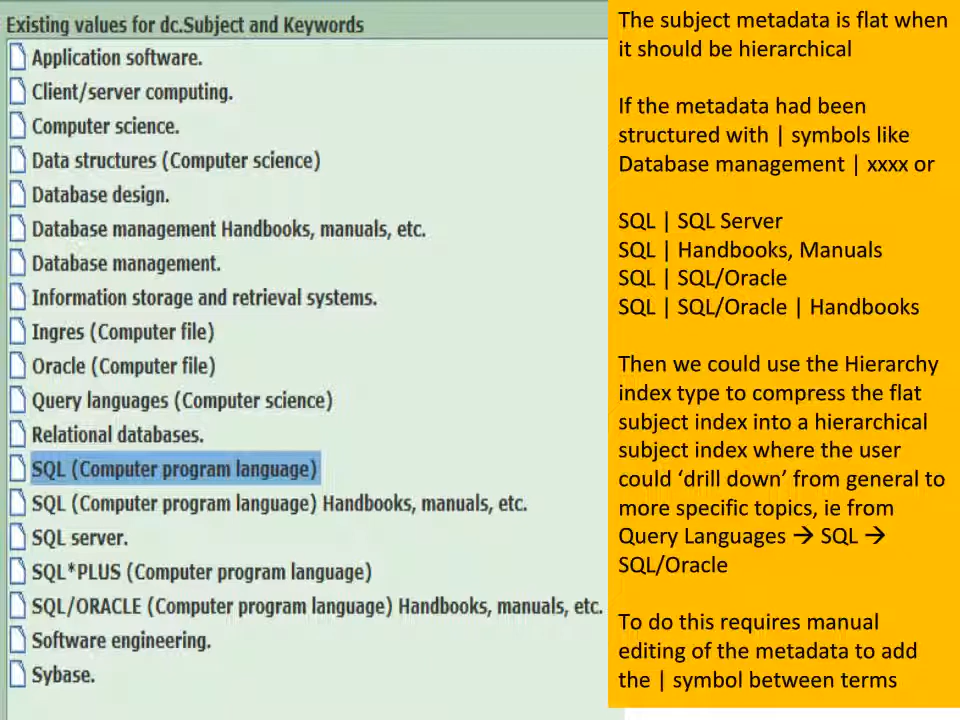 Existing values for dc.Subject and Keywords
Application software.
Client/server computing.
Computer science.
Data structures (Computer science)
Database design.
Database management Handbooks, manuals, etc.
Database management.
Information storage and retrieval systems.
Ingres (Computer file)
Oracle (Computer file)
Query languages (Computer science)
Relational databases.
SQL (Computer program language)
SQL (Computer program language) Handbooks, manuals, etc.
SQL server.
SQL*PLUS (Computer program language)
SQL/ORACLE (Computer program language) Handbooks, manuals, etc.
Software engineering.
Sybase.
The subject metadata is flat when
it should be hierarchical
If the metadata had been
structured with | symbols like
Database management | xxxx or
SQL | SQL Server
SQL | Handbooks, Manuals
SQL | SQL/Oracle
SQL | SQL/Oracle | Handbooks
Then we could use the Hierarchy
index type to compress the flat
subject index into a hierarchical
subject index where the user
could ‘drill down’ from general to
more specific topics, ie from
Query Languages → SQL →
SQL/Oracle
To do this requires manual
editing of the metadata to add
the | symbol between terms